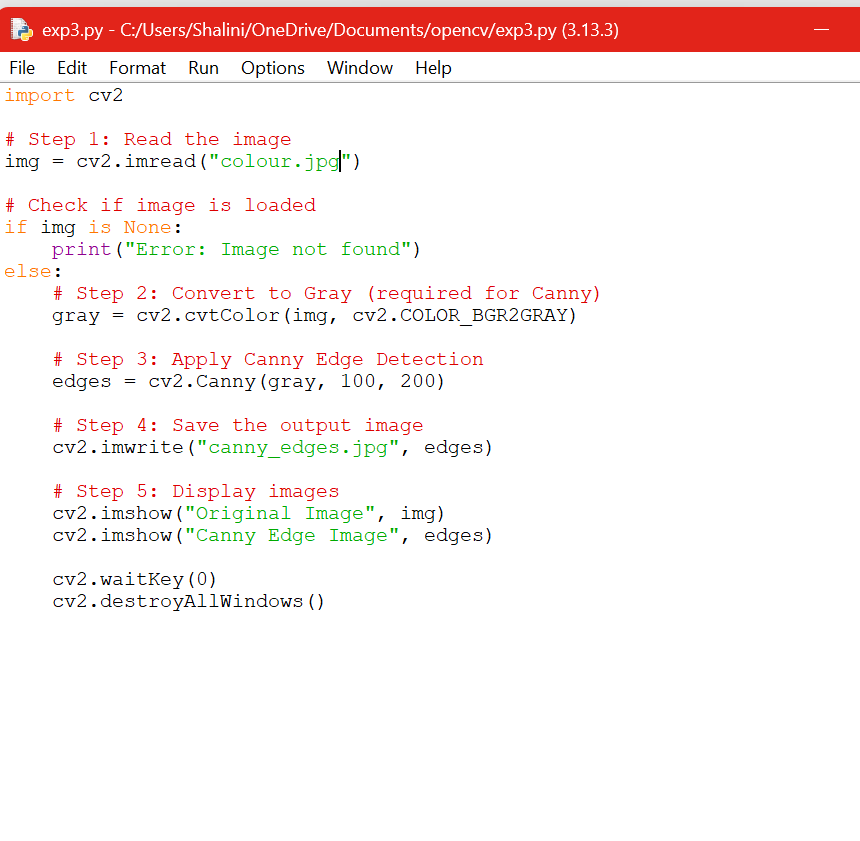 exp3.py - C:/Users/Shalini/OneDrive/Documents/opencv/exp3.py (3.13.3)
File Edit Format Run Options Window Help
import cv2

# Step 1: Read the image
img = cv2.imread("colour.jpg")

# Check if image is loaded
if img is None:
    print("Error: Image not found")
else:
    # Step 2: Convert to Gray (required for Canny)
    gray = cv2.cvtColor(img, cv2.COLOR_BGR2GRAY)

    # Step 3: Apply Canny Edge Detection
    edges = cv2.Canny(gray, 100, 200)

    # Step 4: Save the output image
    cv2.imwrite("canny_edges.jpg", edges)

    # Step 5: Display images
    cv2.imshow("Original Image", img)
    cv2.imshow("Canny Edge Image", edges)

    cv2.waitKey(0)
    cv2.destroyAllWindows()